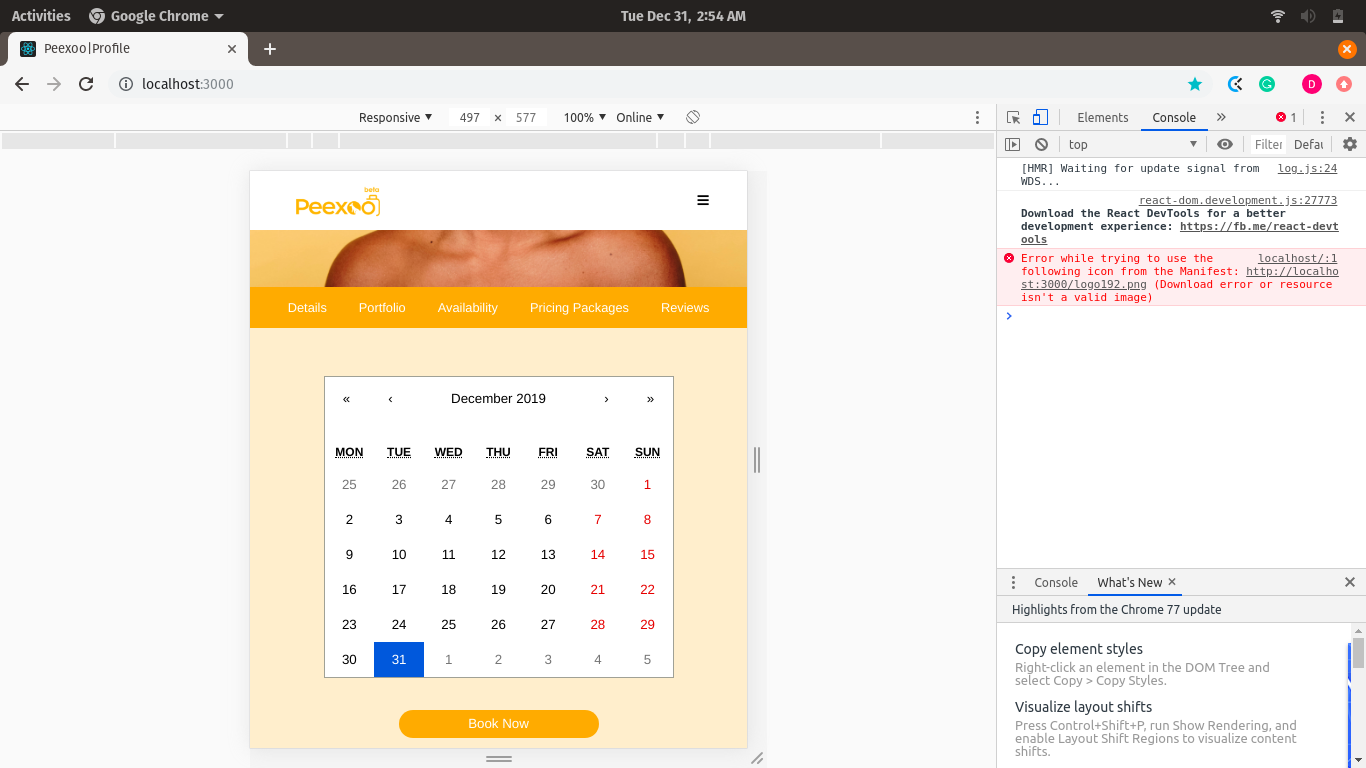 Activities Google Chrome Tue Dec 31, 2:54 AM
Peexoo|Profile
localhost:3000 D
Responsive 497 × 577 100% Online
Elements Console » 1
top Filter Defau
[HMR] Waiting for update signal from log.js:24
WDS...
react-dom.development.js:27773
Download the React DevTools for a better
development experience: https://fb.me/react-devt
ools
Error while trying to use the localhost/:1
following icon from the Manifest: http://localho
st:3000/logo192.png (Download error or resource
isn't a valid image)
beta
Peexoo
Details Portfolio Availability Pricing Packages Reviews
« ‹ December 2019 › »
MON TUE WED THU FRI SAT SUN
25 26 27 28 29 30 1
2 3 4 5 6 7 8
9 10 11 12 13 14 15
16 17 18 19 20 21 22
23 24 25 26 27 28 29
30 31 1 2 3 4 5
Book Now
Console What's New
Highlights from the Chrome 77 update
Copy element styles
Right-click an element in the DOM Tree and
select Copy > Copy Styles.
Visualize layout shifts
Press Control+Shift+P, run Show Rendering, and
enable Layout Shift Regions to visualize content
shifts.